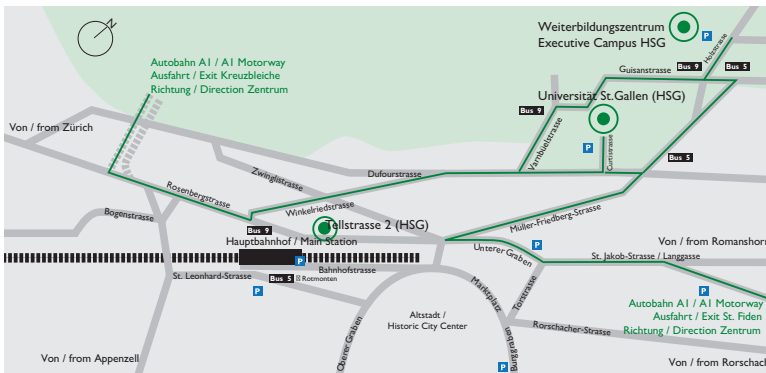 N
Weiterbildungszentrum
Executive Campus HSG
P
Holzstrasse
Bus 9
Bus 5
Guisanstrasse
Autobahn A1 / A1 Motorway
Ausfahrt / Exit Kreuzbleiche
Richtung / Direction Zentrum
Universität St.Gallen (HSG)
Bus 9
Von / from Zürich
Varnbüelstrasse
P
Curtistrasse
Bus 5
Zwinglistrasse
Dufourstrasse
Rosenbergstrasse
Winkelriedstrasse
Bogenstrasse
Müller-Friedberg-Strasse
Tellstrasse 2 (HSG)
Bus 9
Hauptbahnhof / Main Station
P
Unterer Graben
P
Von / from Romanshorn
St. Jakob-Strasse / Langgasse
St. Leonhard-Strasse
Bus 5
Rotmonten
Bahnhofstrasse
P
Marktplatz
Torstrasse
P
Autobahn A1 / A1 Motorway
Ausfahrt / Exit St. Fiden
Richtung / Direction Zentrum
Altstadt /
Historic City Center
Oberer Graben
Burggraben
Rorschacher-Strasse
Von / from Appenzell
P
Von / from Rorschach